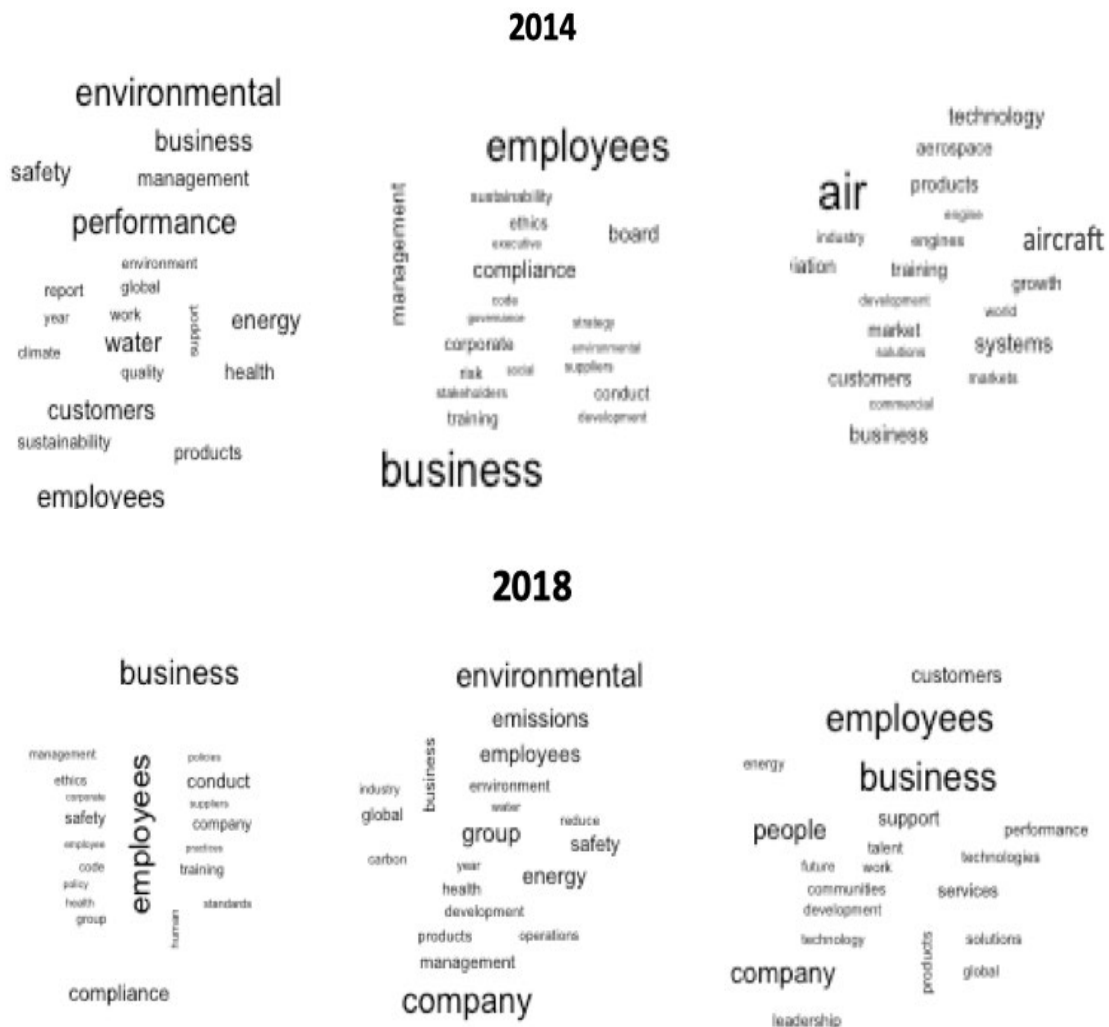 2014
environmental
business
safety
management
performance
environment
report
global
year
work
support
energy
climate
water
quality
health
customers
sustainability
products
employees
employees
management
sustainability
ethics
executive
board
compliance
code
governance
strategy
corporate
environmental
risk
social
suppliers
stakeholders
conduct
training
development
business
technology
aerospace
air
products
engine
industry
engines
aircraft
iation
training
growth
development
world
market
solutions
systems
customers
markets
commercial
business
2018
business
management
policies
ethics
employees
conduct
corporate
suppliers
safety
company
employee
practices
code
training
policy
health
standards
group
human
compliance
environmental
emissions
business
employees
industry
environment
global
water
reduce
group
safety
carbon
year
energy
health
development
products
operations
management
company
customers
employees
energy
business
people
support
performance
talent
technologies
future
work
communities
services
development
technology
products
solutions
company
global
leadership